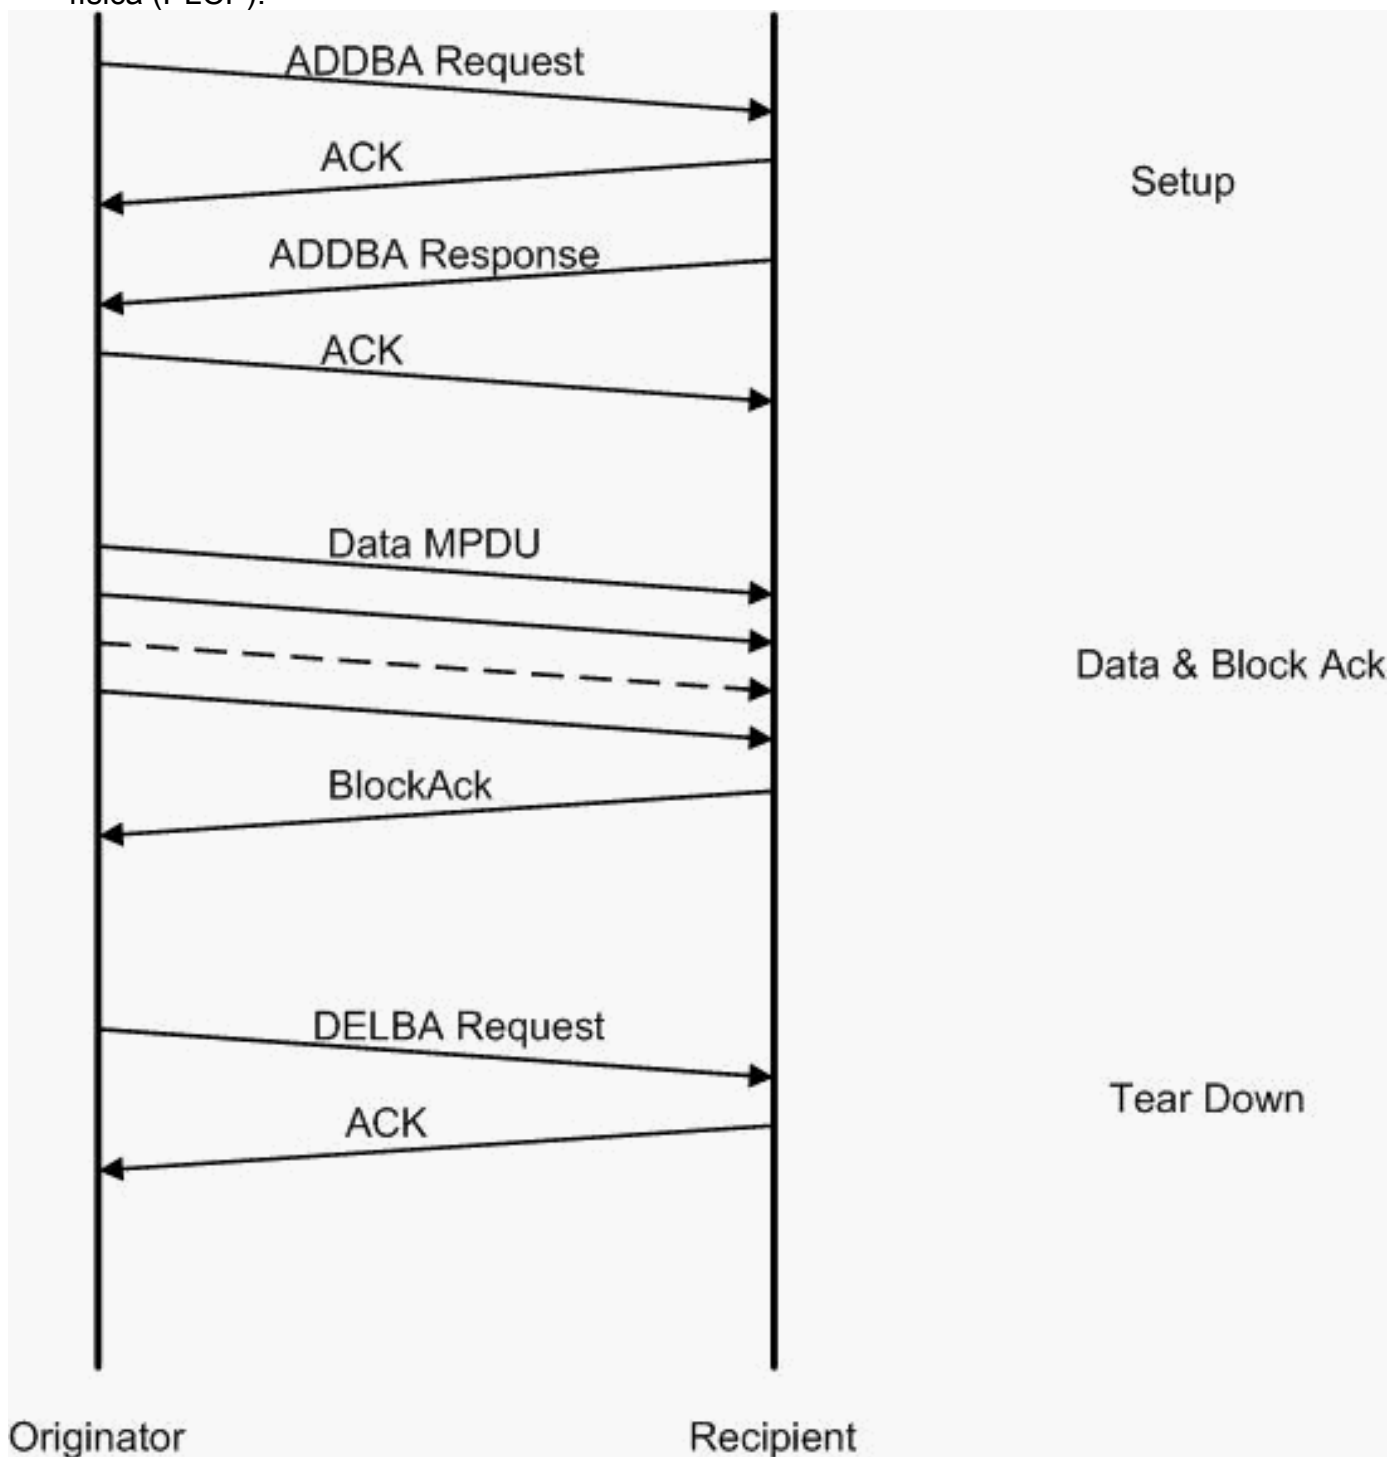 ADDBA Request
ACK
Setup
ADDBA Response
ACK
Data MPDU
Data & Block Ack
BlockAck
DELBA Request
Tear Down
ACK
Originator
Recipient